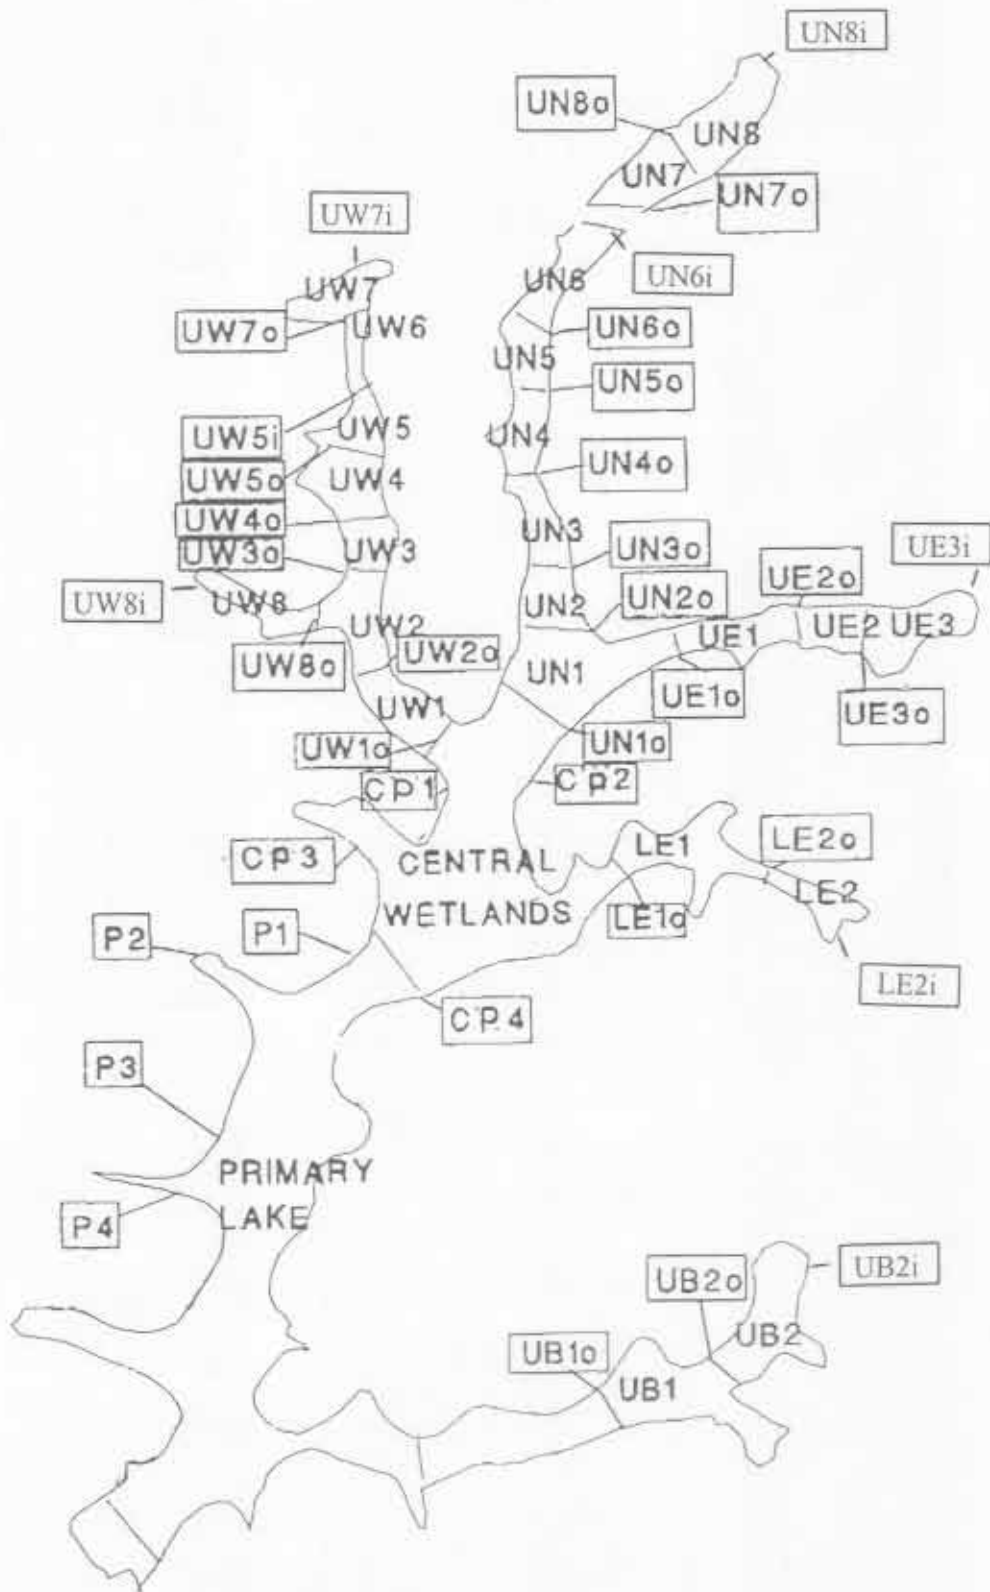 UN8i
UN8o
UN8
UN7
UN7o
UW7i
UN6i
UW7
UN6
UW7o
UW6
UN6o
UN5
UN5o
UW5i
UW5
UN4
UW5o
UW4
UN4o
UW4o
UW3o
UW3
UN3
UN3o
UE3i
UE2o
UW8i
UW8
UN2
UN2o
UW2
UE1
UE2
UE3
UW8o
UW2o
UN1
UE1o
UE3o
UW1
UW1o
UN1o
CP1
CP2
CP3
CENTRAL
WETLANDS
LE1
LE2o
LE2
LE1o
P1
P2
LE2i
CP4
P3
PRIMARY
LAKE
P4
UB2i
UB2o
UB2
UB1o
UB1